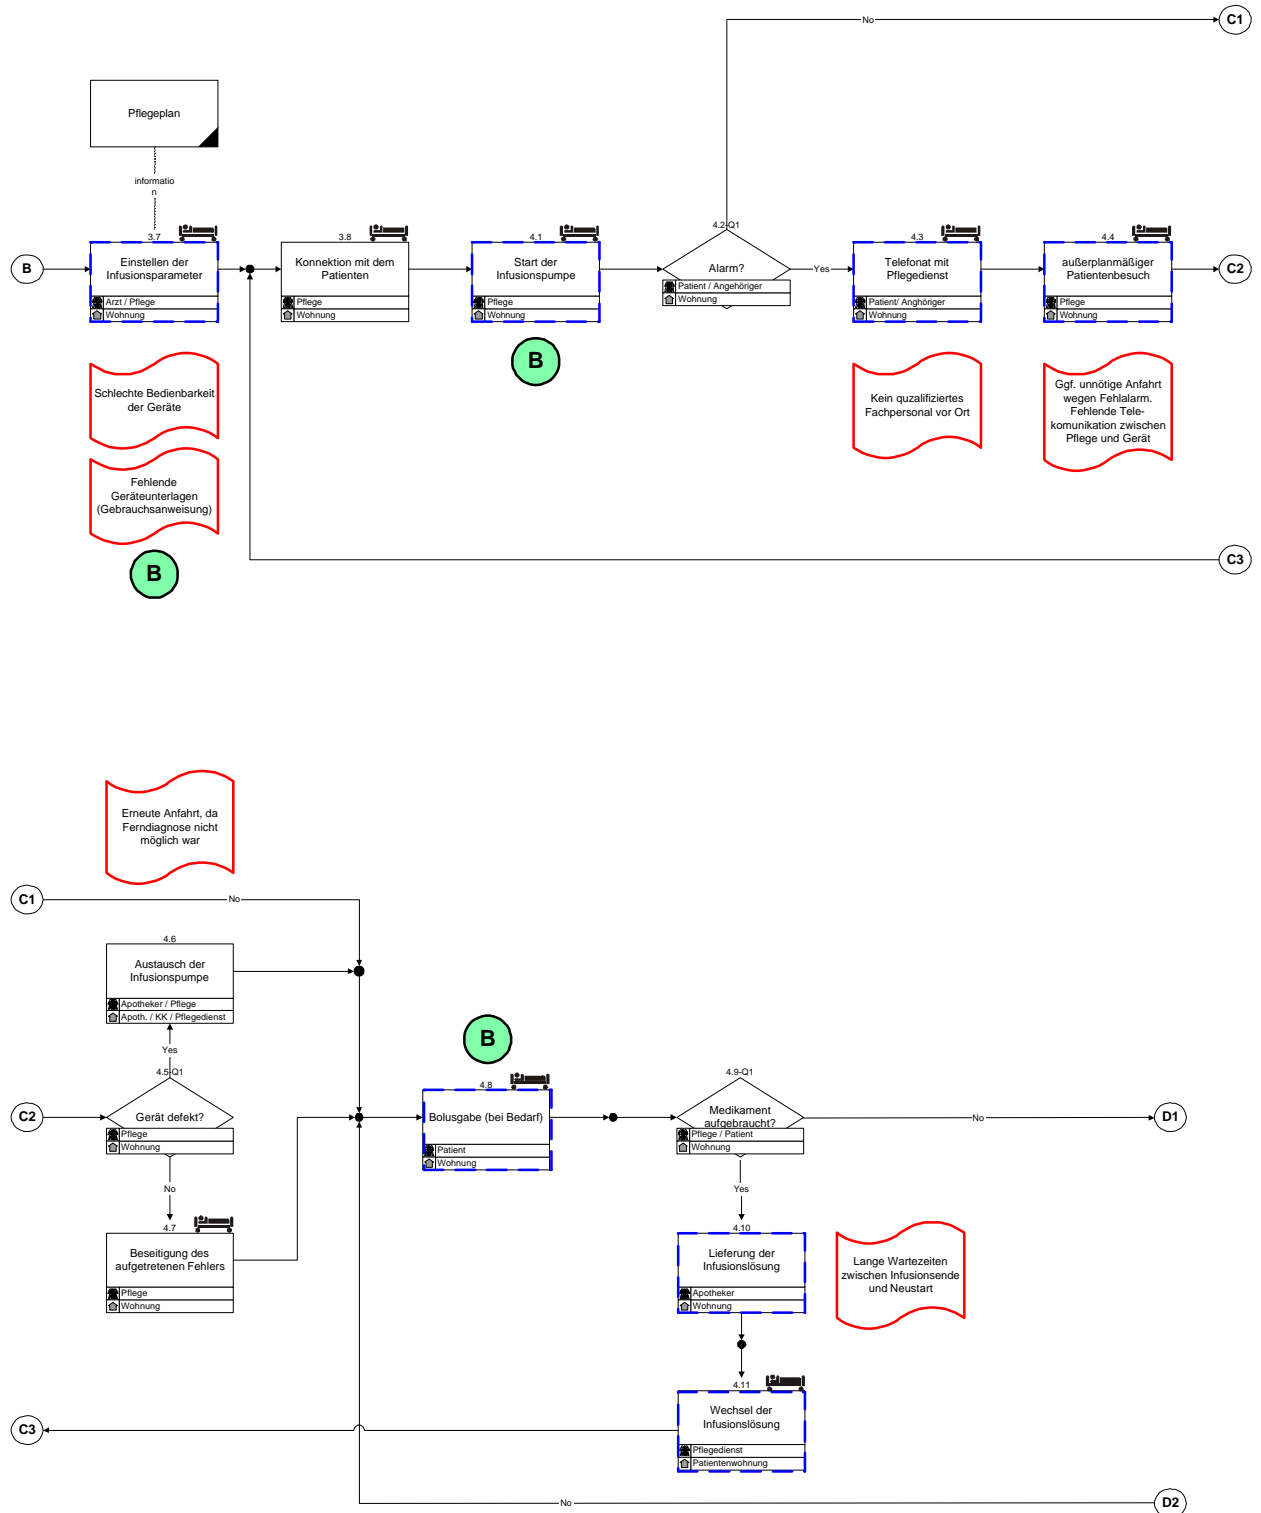 No
C1
Pflegeplan
informatio
n
3.7
Einstellen der
Infusionsparameter
Arzt / Pflege
Wohnung
B
3.8
Konnektion mit dem
Patienten
Pflege
Wohnung
4.1
Start der
Infusionspumpe
Pflege
Wohnung
4.2-Q1
Alarm?
Patient / Angehöriger
Wohnung
Yes
4.3
Telefonat mit
Pflegedienst
Patient/ Anghöriger
Wohnung
4.4
außerplanmäßiger
Patientenbesuch
Pflege
Wohnung
C2
B
Schlechte Bedienbarkeit
der Geräte
Kein quzalifiziertes
Fachpersonal vor Ort
Ggf. unnötige Anfahrt
wegen Fehlalarm.
Fehlende Tele-
komunikation zwischen
Pflege und Gerät
Fehlende
Geräteunterlagen
(Gebrauchsanweisung)
B
C3
Erneute Anfahrt, da
Ferndiagnose nicht
möglich war
C1
No
4.6
Austausch der
Infusionspumpe
Apotheker / Pflege
Apoth. / KK / Pflegedienst
Yes
4.5-Q1
C2
Gerät defekt?
Pflege
Wohnung
No
4.7
Beseitigung des
aufgetretenen Fehlers
Pflege
Wohnung
B
4.8
Bolusgabe (bei Bedarf)
Patient
Wohnung
4.9-Q1
Medikament
aufgebraucht?
Pflege / Patient
Wohnung
No
D1
Yes
4.10
Lieferung der
Infusionslösung
Apotheker
Wohnung
Lange Wartezeiten
zwischen Infusionsende
und Neustart
4.11
Wechsel der
Infusionslösung
Pflegedienst
Patientenwohnung
C3
No
D2